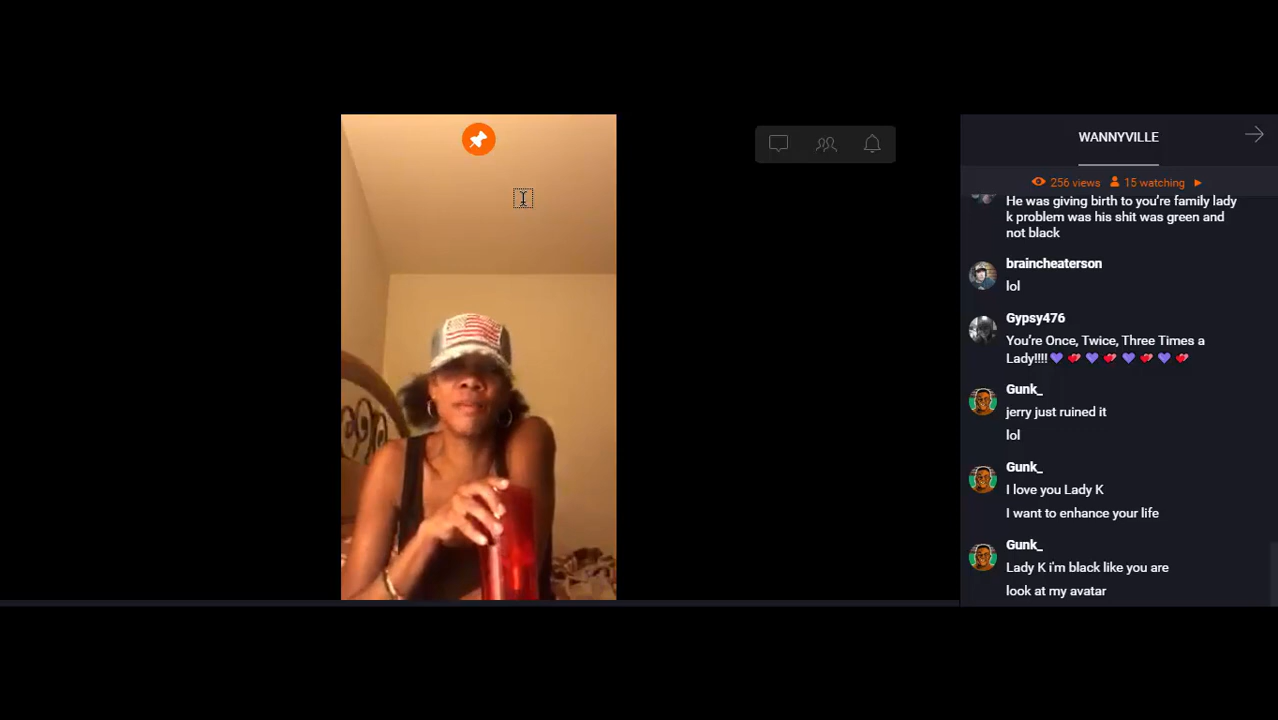 WANNYVILLE
256 views 15 watching
He was giving birth to you're family lady
k problem was his shit was green and
not black
braincheaterson
lol
Gypsy476
You're Once, Twice, Three Times a
Lady!!!!💜💕💜💕💜💕💜💕
Gunk_
jerry just ruined it
lol
Gunk_
I love you Lady K
I want to enhance your life
Gunk_
Lady K i'm black like you are
look at my avatar